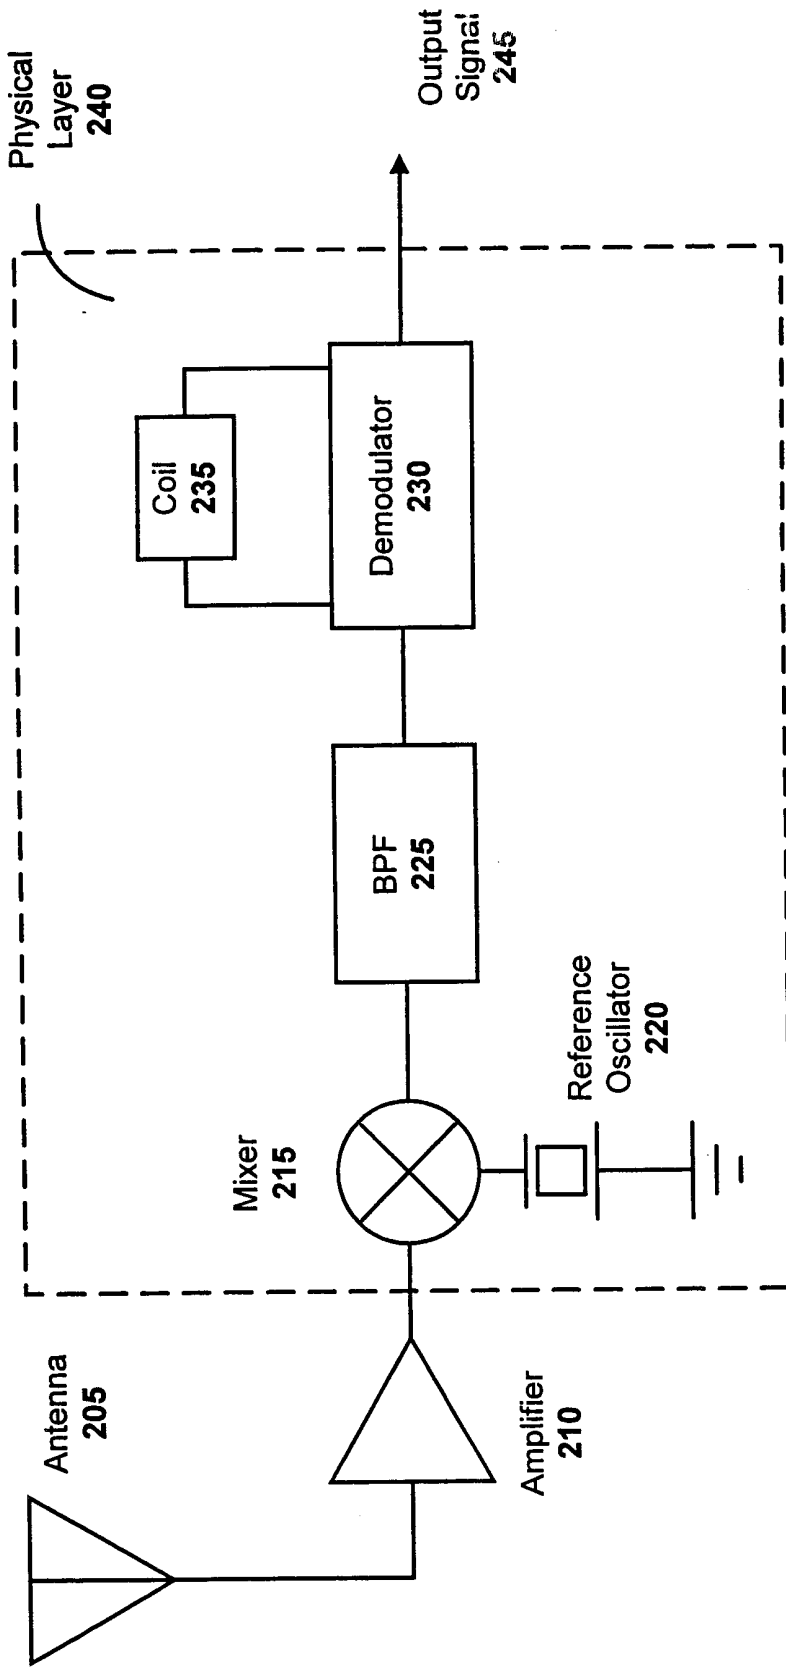 Physical
Layer
240
Antenna
205
Mixer
215
Coil
235
Output
Signal
245
BPF
225
Demodulator
230
Amplifier
210
Reference
Oscillator
220